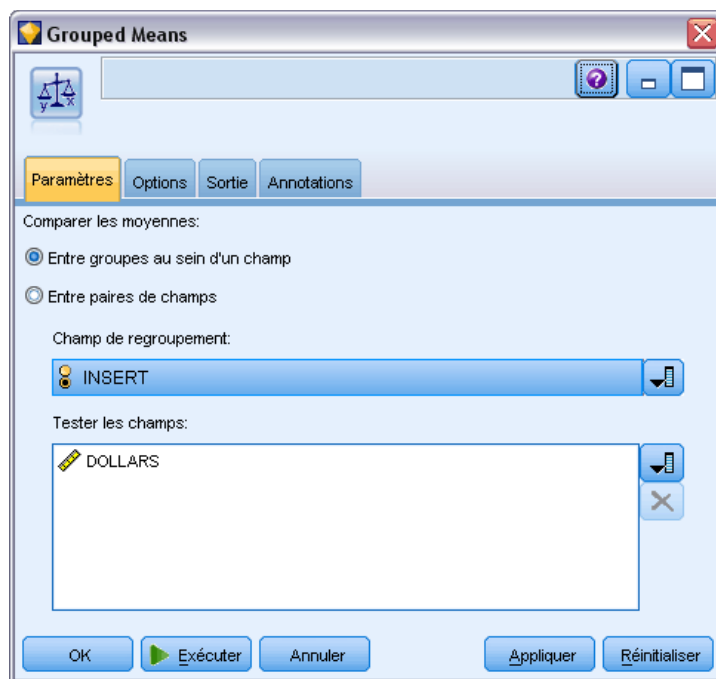 Grouped Means
Paramètres Options Sortie Annotations
Comparer les moyennes:
Entre groupes au sein d'un champ
Entre paires de champs
Champ de regroupement:
INSERT
Tester les champs:
DOLLARS
OK Exécuter Annuler Appliquer Réinitialiser